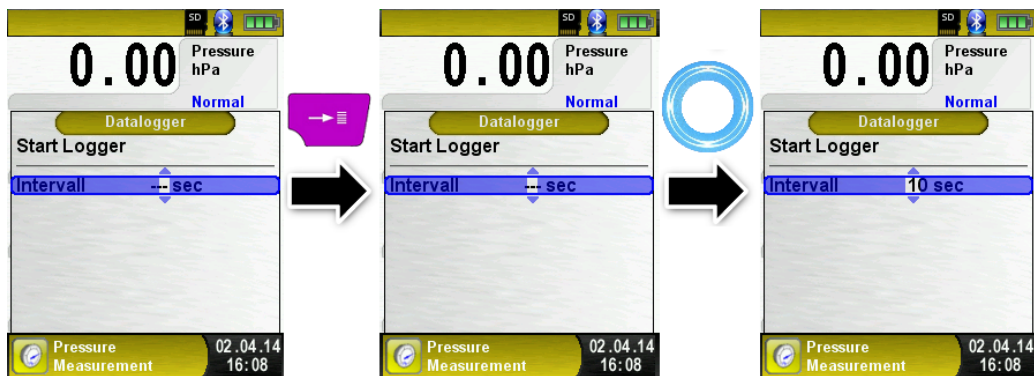 SD
0.00
Pressure
hPa
Normal
Datalogger
Start Logger
Intervall --- sec
Pressure
Measurement
02.04.14
16:08
SD
0.00
Pressure
hPa
Normal
Datalogger
Start Logger
Intervall --- sec
Pressure
Measurement
02.04.14
16:08
SD
0.00
Pressure
hPa
Normal
Datalogger
Start Logger
Intervall 10 sec
Pressure
Measurement
02.04.14
16:08